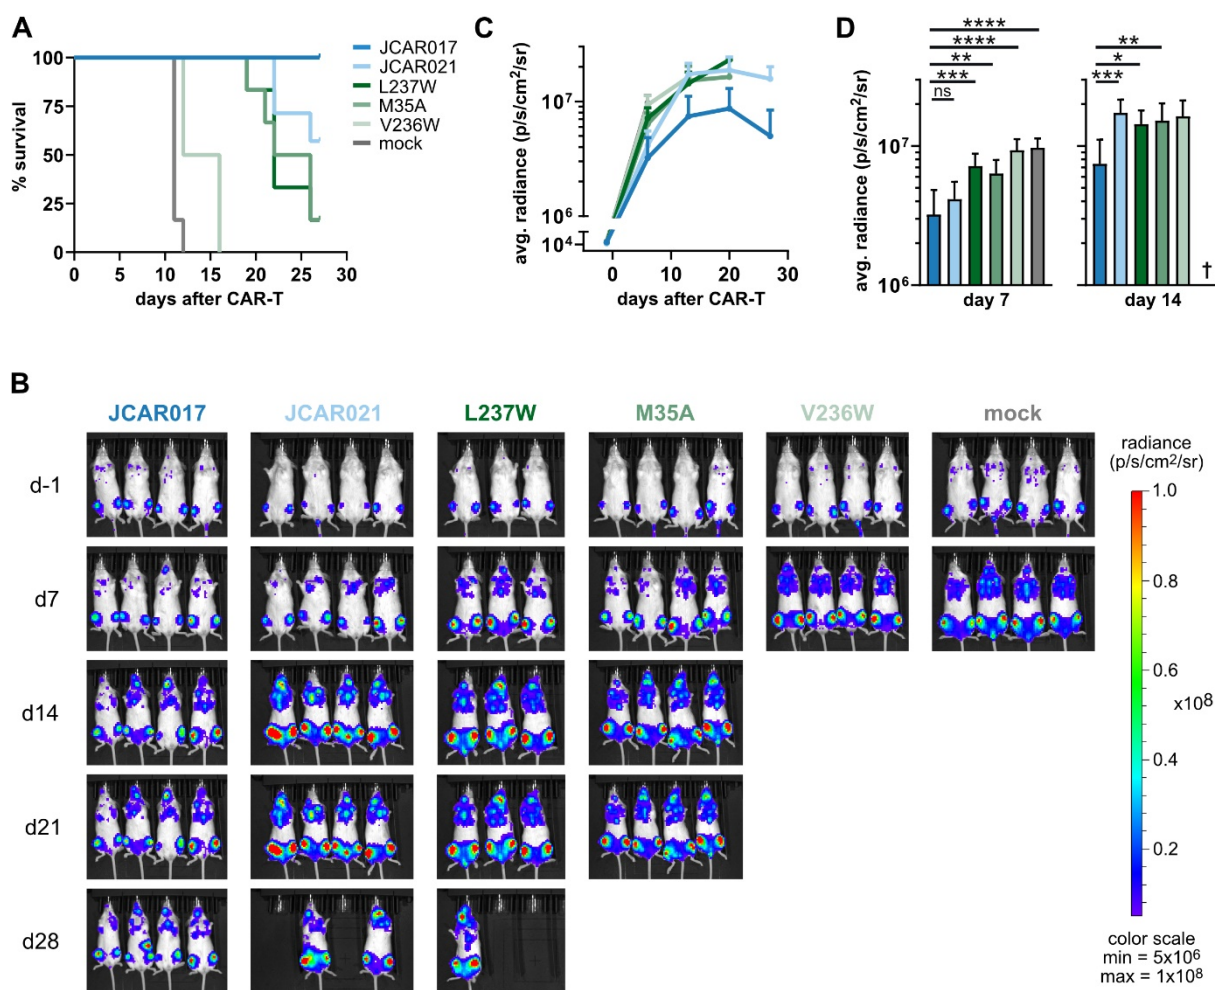 A
100
75
50
25
0
% survival
0 5 10 15 20 25 30
days after CAR-T
JCAR017
JCAR021
L237W
M35A
V236W
mock
C
avg. radiance (p/s/cm²/sr)
10⁷
10⁶
10⁴
0 10 20 30
days after CAR-T
D
avg. radiance (p/s/cm²/sr)
10⁷
10⁶
****
****
**
***
ns
day 7
**
*
***
†
day 14
B
JCAR017 JCAR021 L237W M35A V236W mock
d-1
d7
d14
d21
d28
radiance
(p/s/cm²/sr)
1.0
0.8
0.6
x10⁸
0.4
0.2
color scale
min = 5x10⁶
max = 1x10⁸